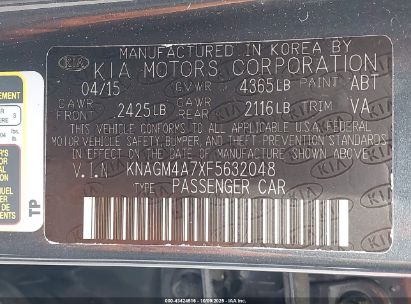 MANUFACTURED IN KOREA BY
KIA MOTORS CORPORATION
04/15 GVWR 4365LB PAINT ABT
GAWR FRONT 2425LB GAWR REAR 2116LB TRIM VA
THIS VEHICLE CONFORMS TO ALL APPLICABLE U.S.A. FEDERAL
MOTOR VEHICLE SAFETY, BUMPER, AND THEFT PREVENTION
STANDARDS IN EFFECT ON THE DATE OF MANUFACTURE SHOWN ABOVE.
V.I.N KNAGM4A7XF5632048
TYPE PASSENGER CAR
KIA
TP